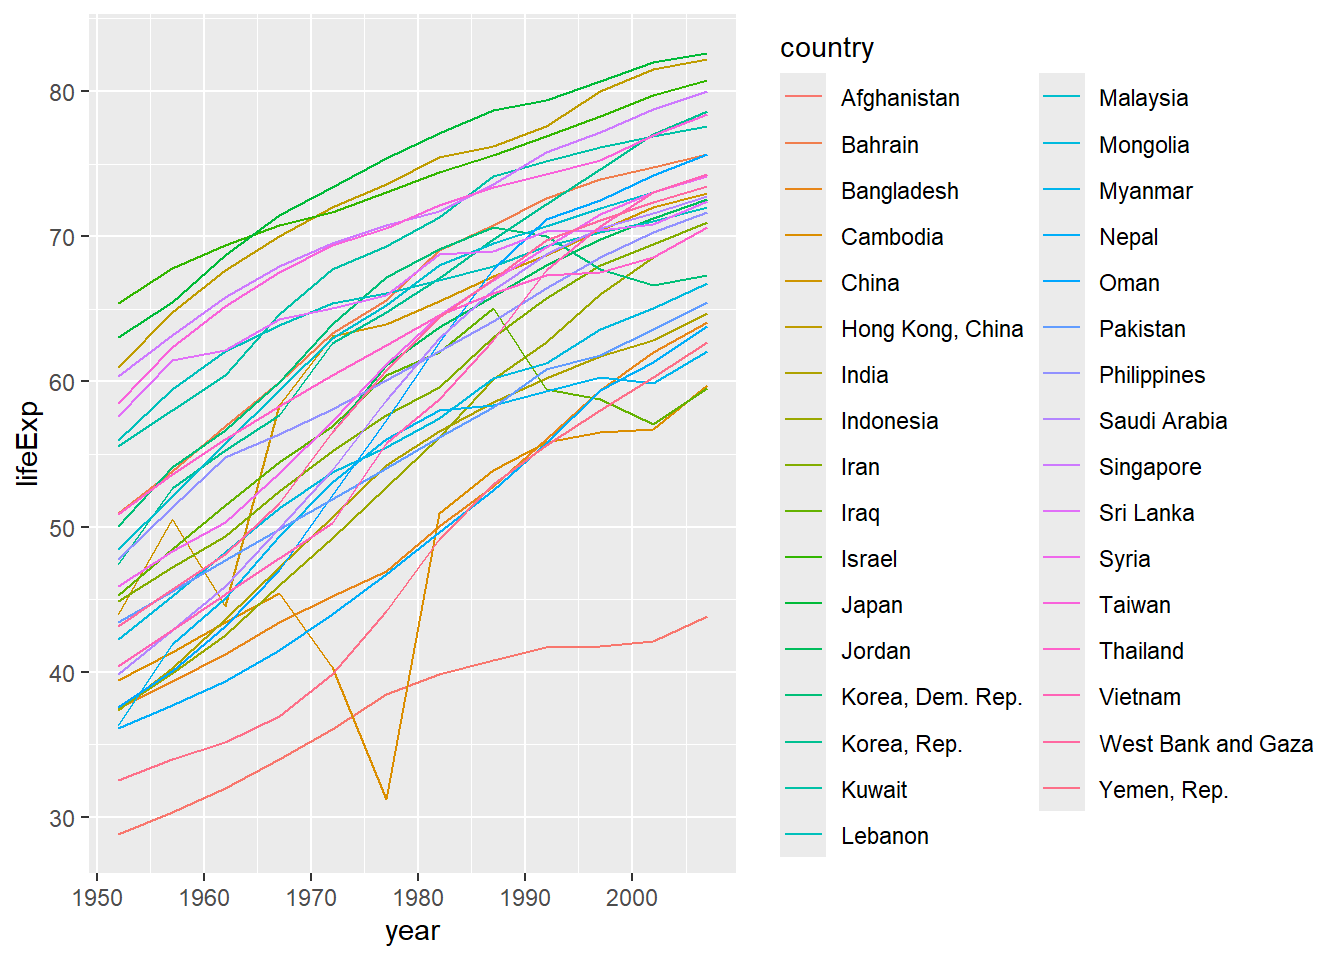 lifeExp
80
70
60
50
40
30
1950 1960 1970 1980 1990 2000
year
country
Afghanistan
Bahrain
Bangladesh
Cambodia
China
Hong Kong, China
India
Indonesia
Iran
Iraq
Israel
Japan
Jordan
Korea, Dem. Rep.
Korea, Rep.
Kuwait
Lebanon
Malaysia
Mongolia
Myanmar
Nepal
Oman
Pakistan
Philippines
Saudi Arabia
Singapore
Sri Lanka
Syria
Taiwan
Thailand
Vietnam
West Bank and Gaza
Yemen, Rep.